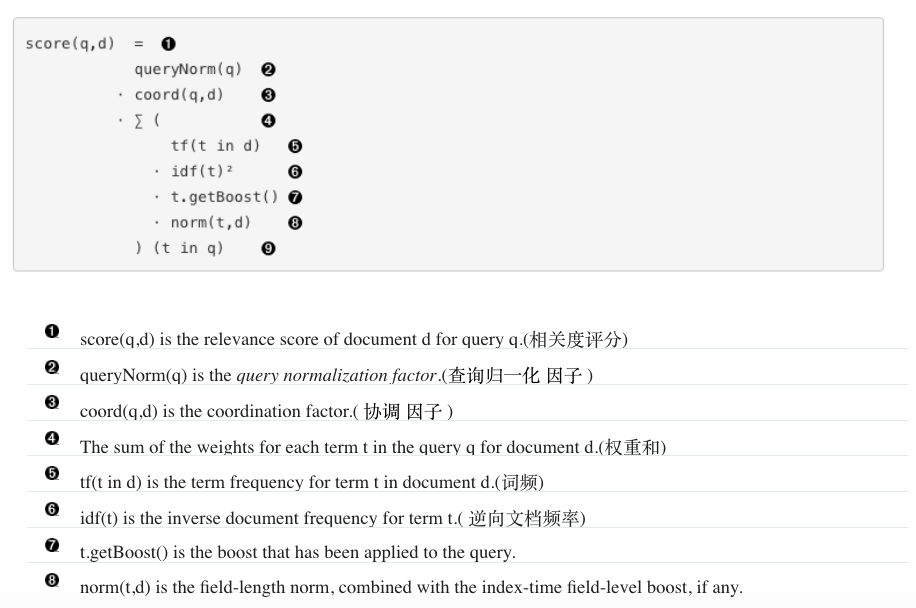 score(q,d) = ❶
queryNorm(q) ❷
· coord(q,d) ❸
· ∑ ( ❹
tf(t in d) ❺
· idf(t)² ❻
· t.getBoost() ❼
· norm(t,d) ❽
) (t in q) ❾
❶ score(q,d) is the relevance score of document d for query q.(相关度评分)
❷ queryNorm(q) is the query normalization factor.(查询归一化 因子 )
❸ coord(q,d) is the coordination factor.( 协调 因子 )
❹ The sum of the weights for each term t in the query q for document d.(权重和)
❺ tf(t in d) is the term frequency for term t in document d.(词频)
❻ idf(t) is the inverse document frequency for term t.( 逆向文档频率)
❼ t.getBoost() is the boost that has been applied to the query.
❽ norm(t,d) is the field-length norm, combined with the index-time field-level boost, if any.